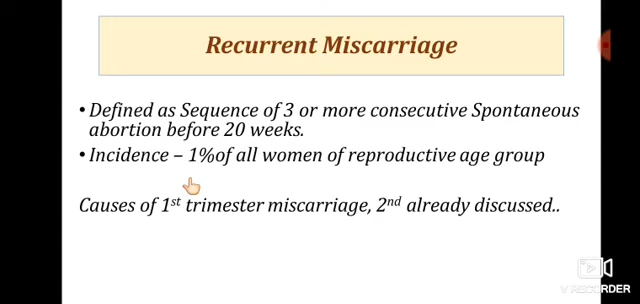 Recurrent Miscarriage
• Defined as Sequence of 3 or more consecutive Spontaneous
abortion before 20 weeks.
• Incidence – 1%of all women of reproductive age group
Causes of 1st trimester miscarriage, 2nd already discussed..
V RECORDER